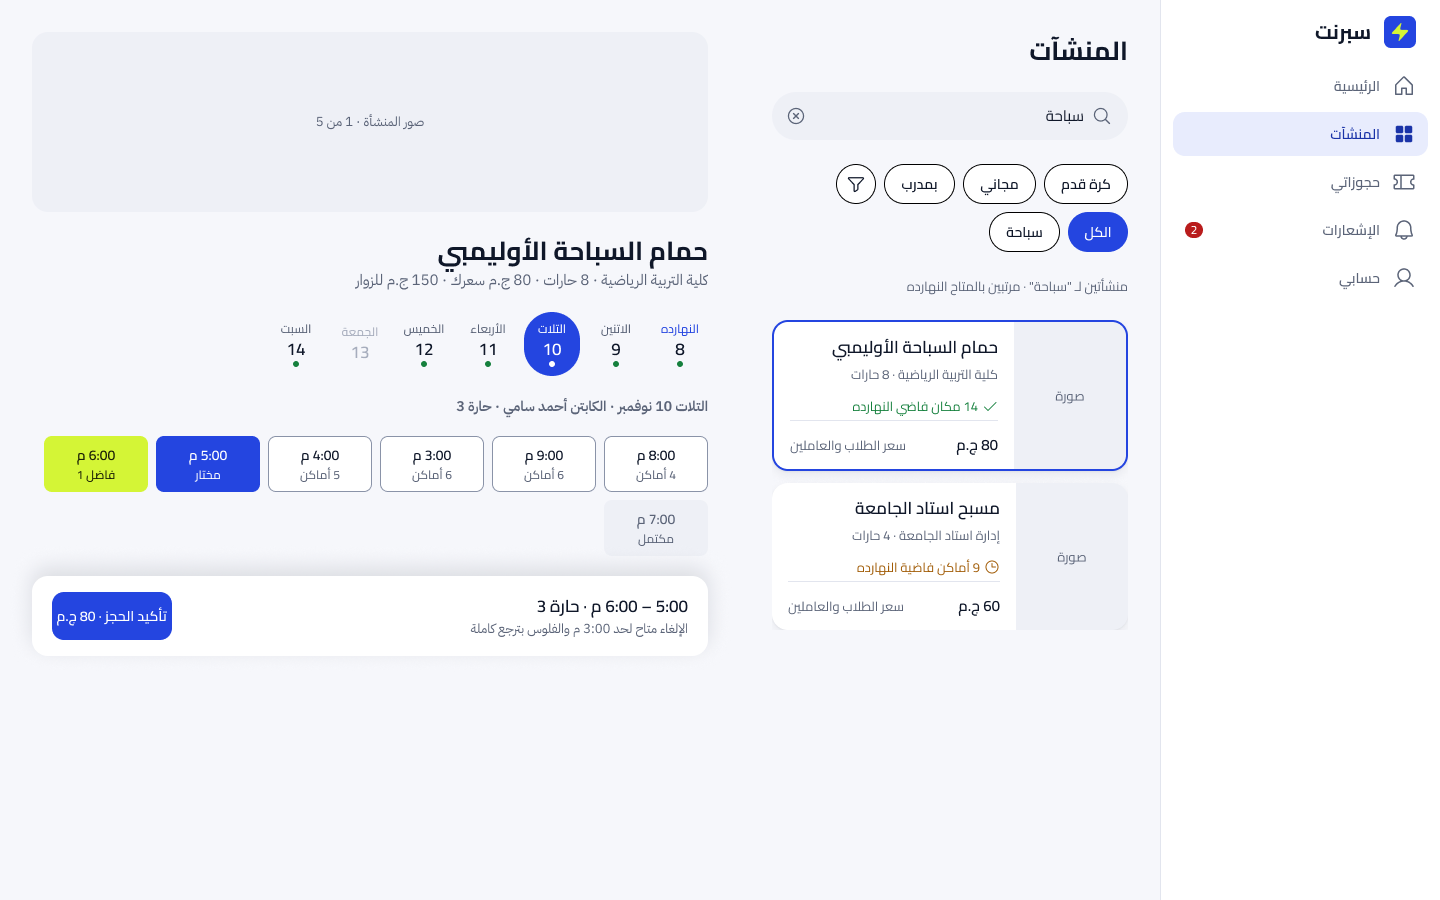 سبرنت
الرئيسية
المنشآت
حجوزاتي
الإشعارات
2
حسابي
المنشآت
سباحة
كرة قدم
مجاني
بمدرب
الكل
سباحة
منشأتين لـ "سباحة" · مرتبين بالمتاح النهارده
صورة
حمام السباحة الأوليمبي
كلية التربية الرياضية · 8 حارات
14 مكان فاضي النهارده
80 ج.م
سعر الطلاب والعاملين
صورة
مسبح استاد الجامعة
إدارة استاد الجامعة · 4 حارات
9 أماكن فاضية النهارده
60 ج.م
سعر الطلاب والعاملين
صور المنشأة · 1 من 5
حمام السباحة الأوليمبي
كلية التربية الرياضية · 8 حارات · 80 ج.م سعرك · 150 ج.م للزوار
النهارده
8
الاتنين
9
التلات
10
الأربعاء
11
الخميس
12
الجمعة
13
السبت
14
التلات 10 نوفمبر · الكابتن أحمد سامي · حارة 3
8:00 م
4 أماكن
9:00 م
6 أماكن
3:00 م
6 أماكن
4:00 م
5 أماكن
5:00 م
مختار
6:00 م
فاضل 1
7:00 م
مكتمل
5:00 – 6:00 م · حارة 3
الإلغاء متاح لحد 3:00 م والفلوس بترجع كاملة
تأكيد الحجز · 80 ج.م